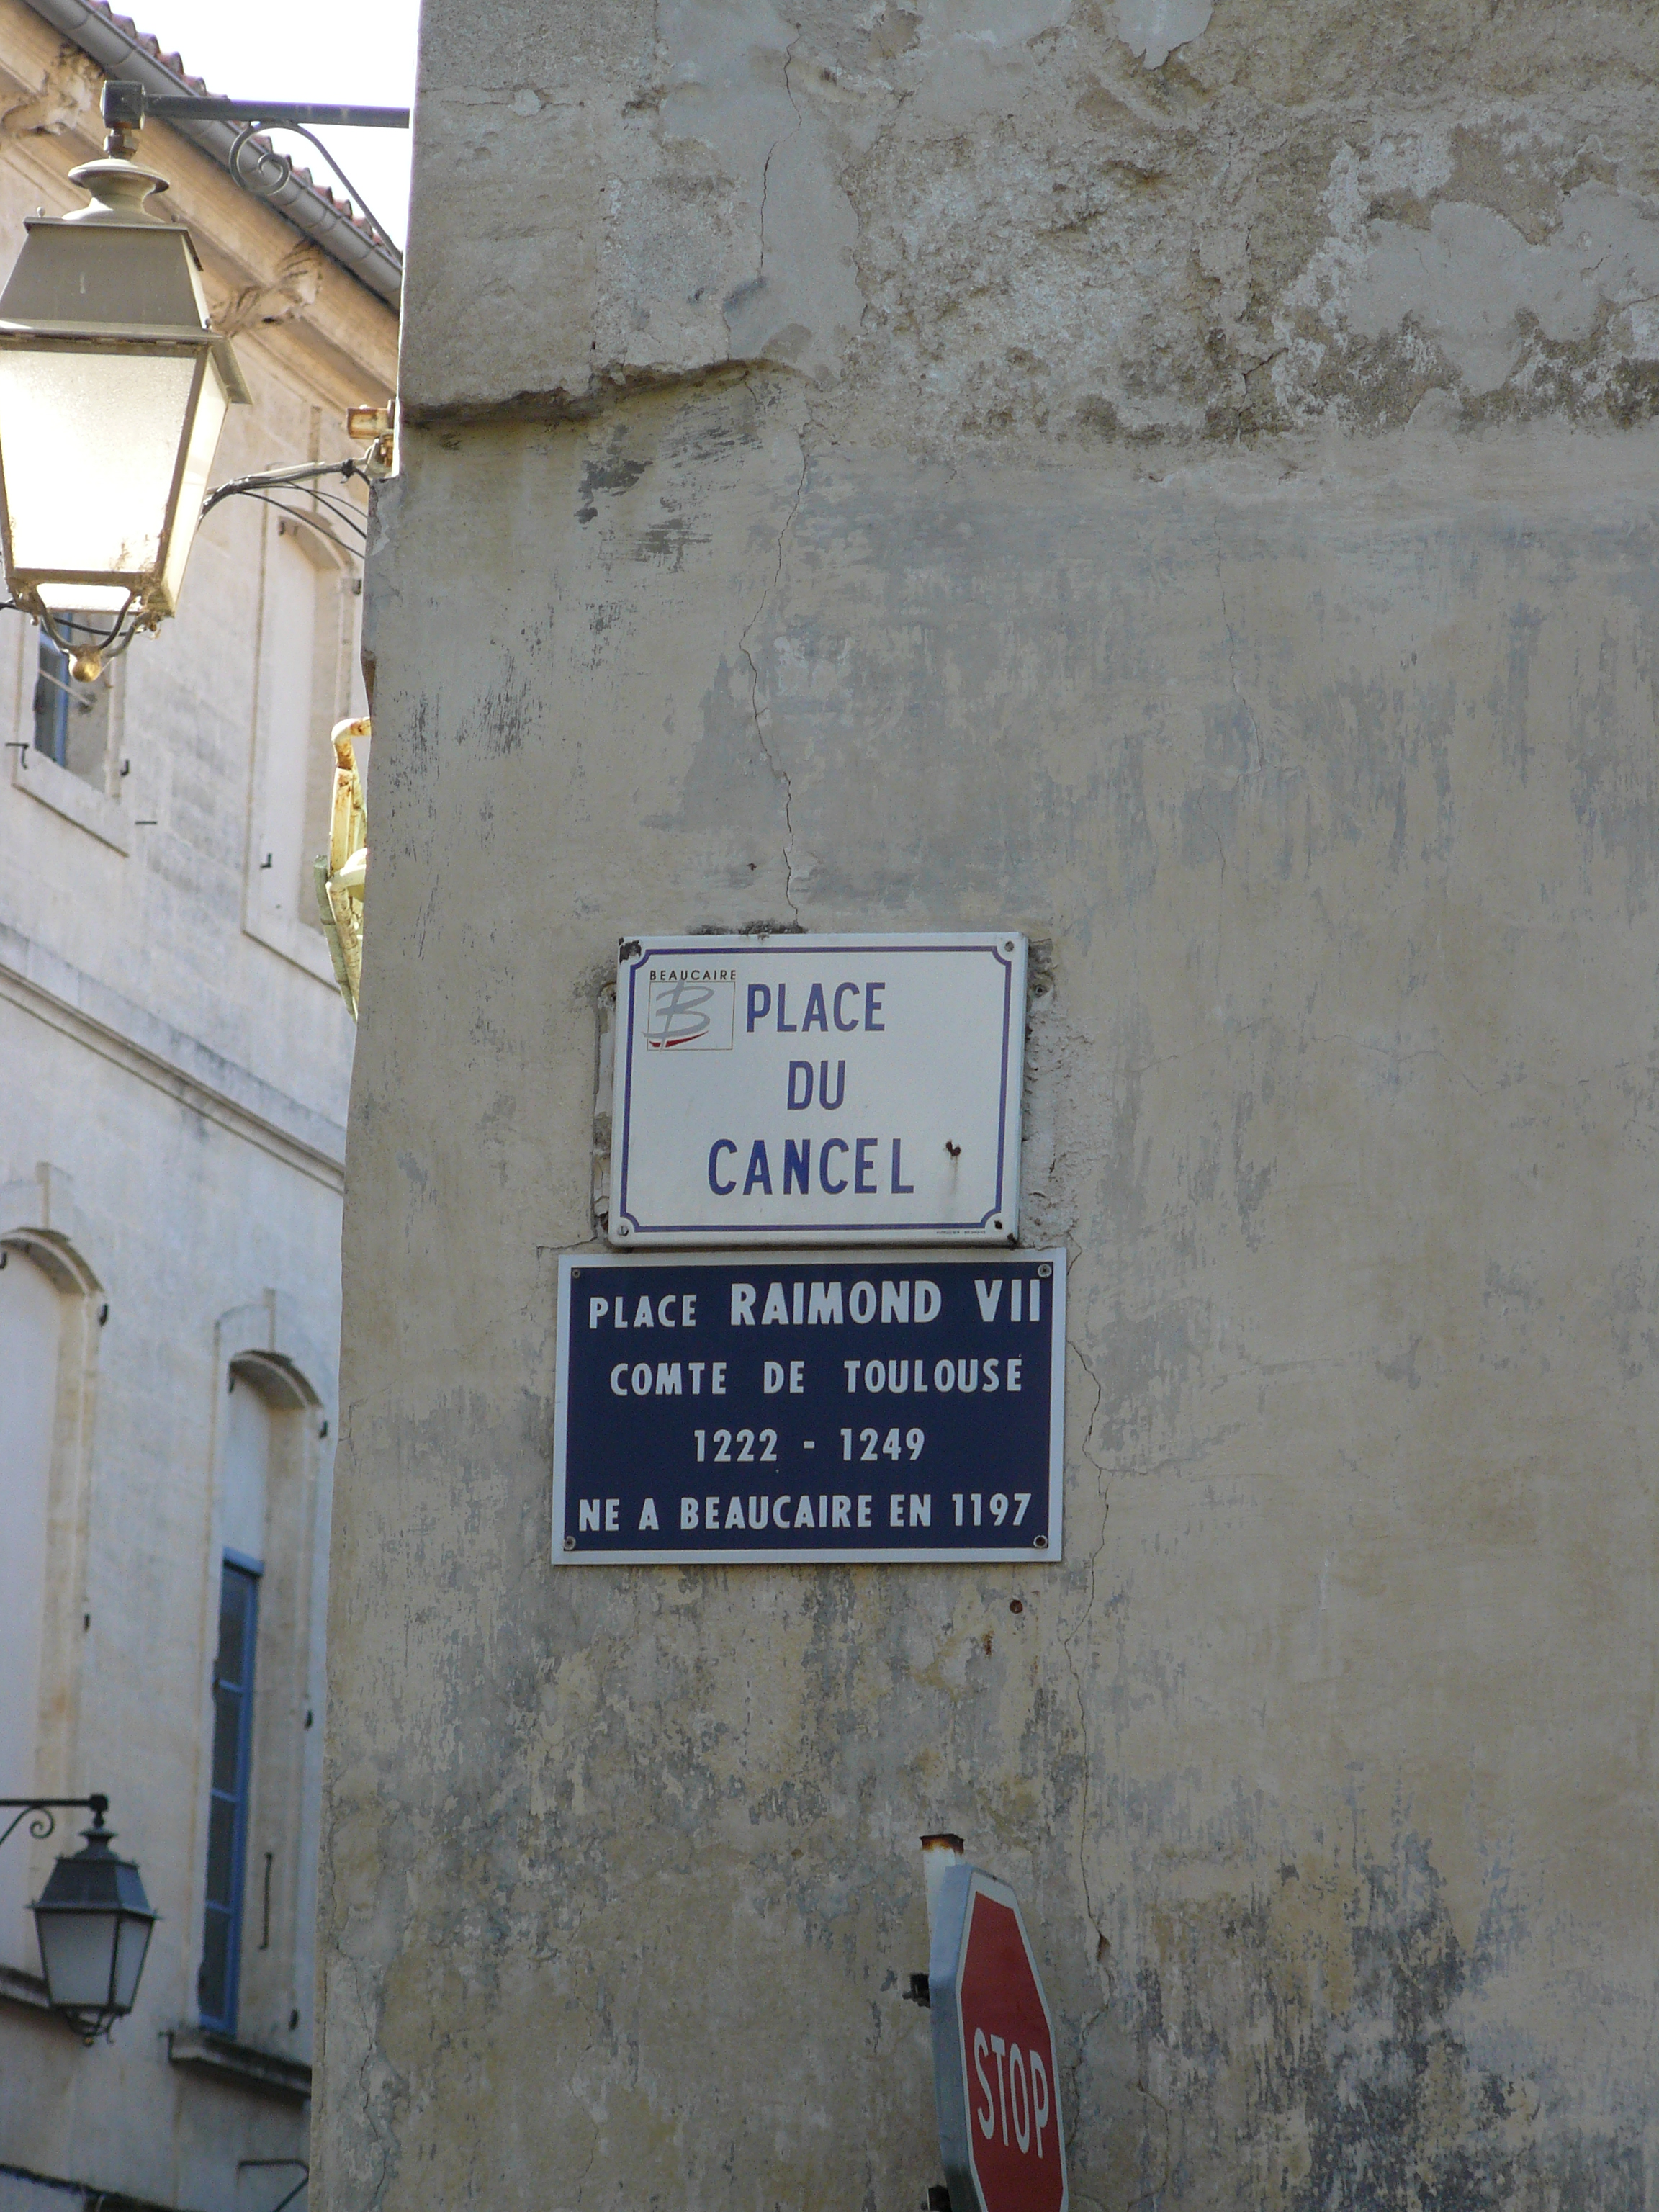 BEAUCAIRE
B
PLACE
DU
CANCEL
PLACE RAIMOND VII
COMTE DE TOULOUSE
1222 - 1249
NE A BEAUCAIRE EN 1197
STOP